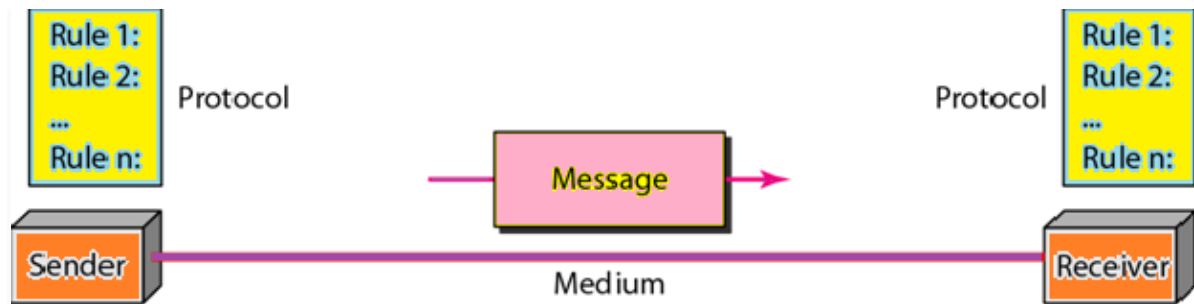 Rule 1:
Rule 2:
...
Rule n:
Protocol
Protocol
Rule 1:
Rule 2:
...
Rule n:
Message
Sender
Medium
Receiver